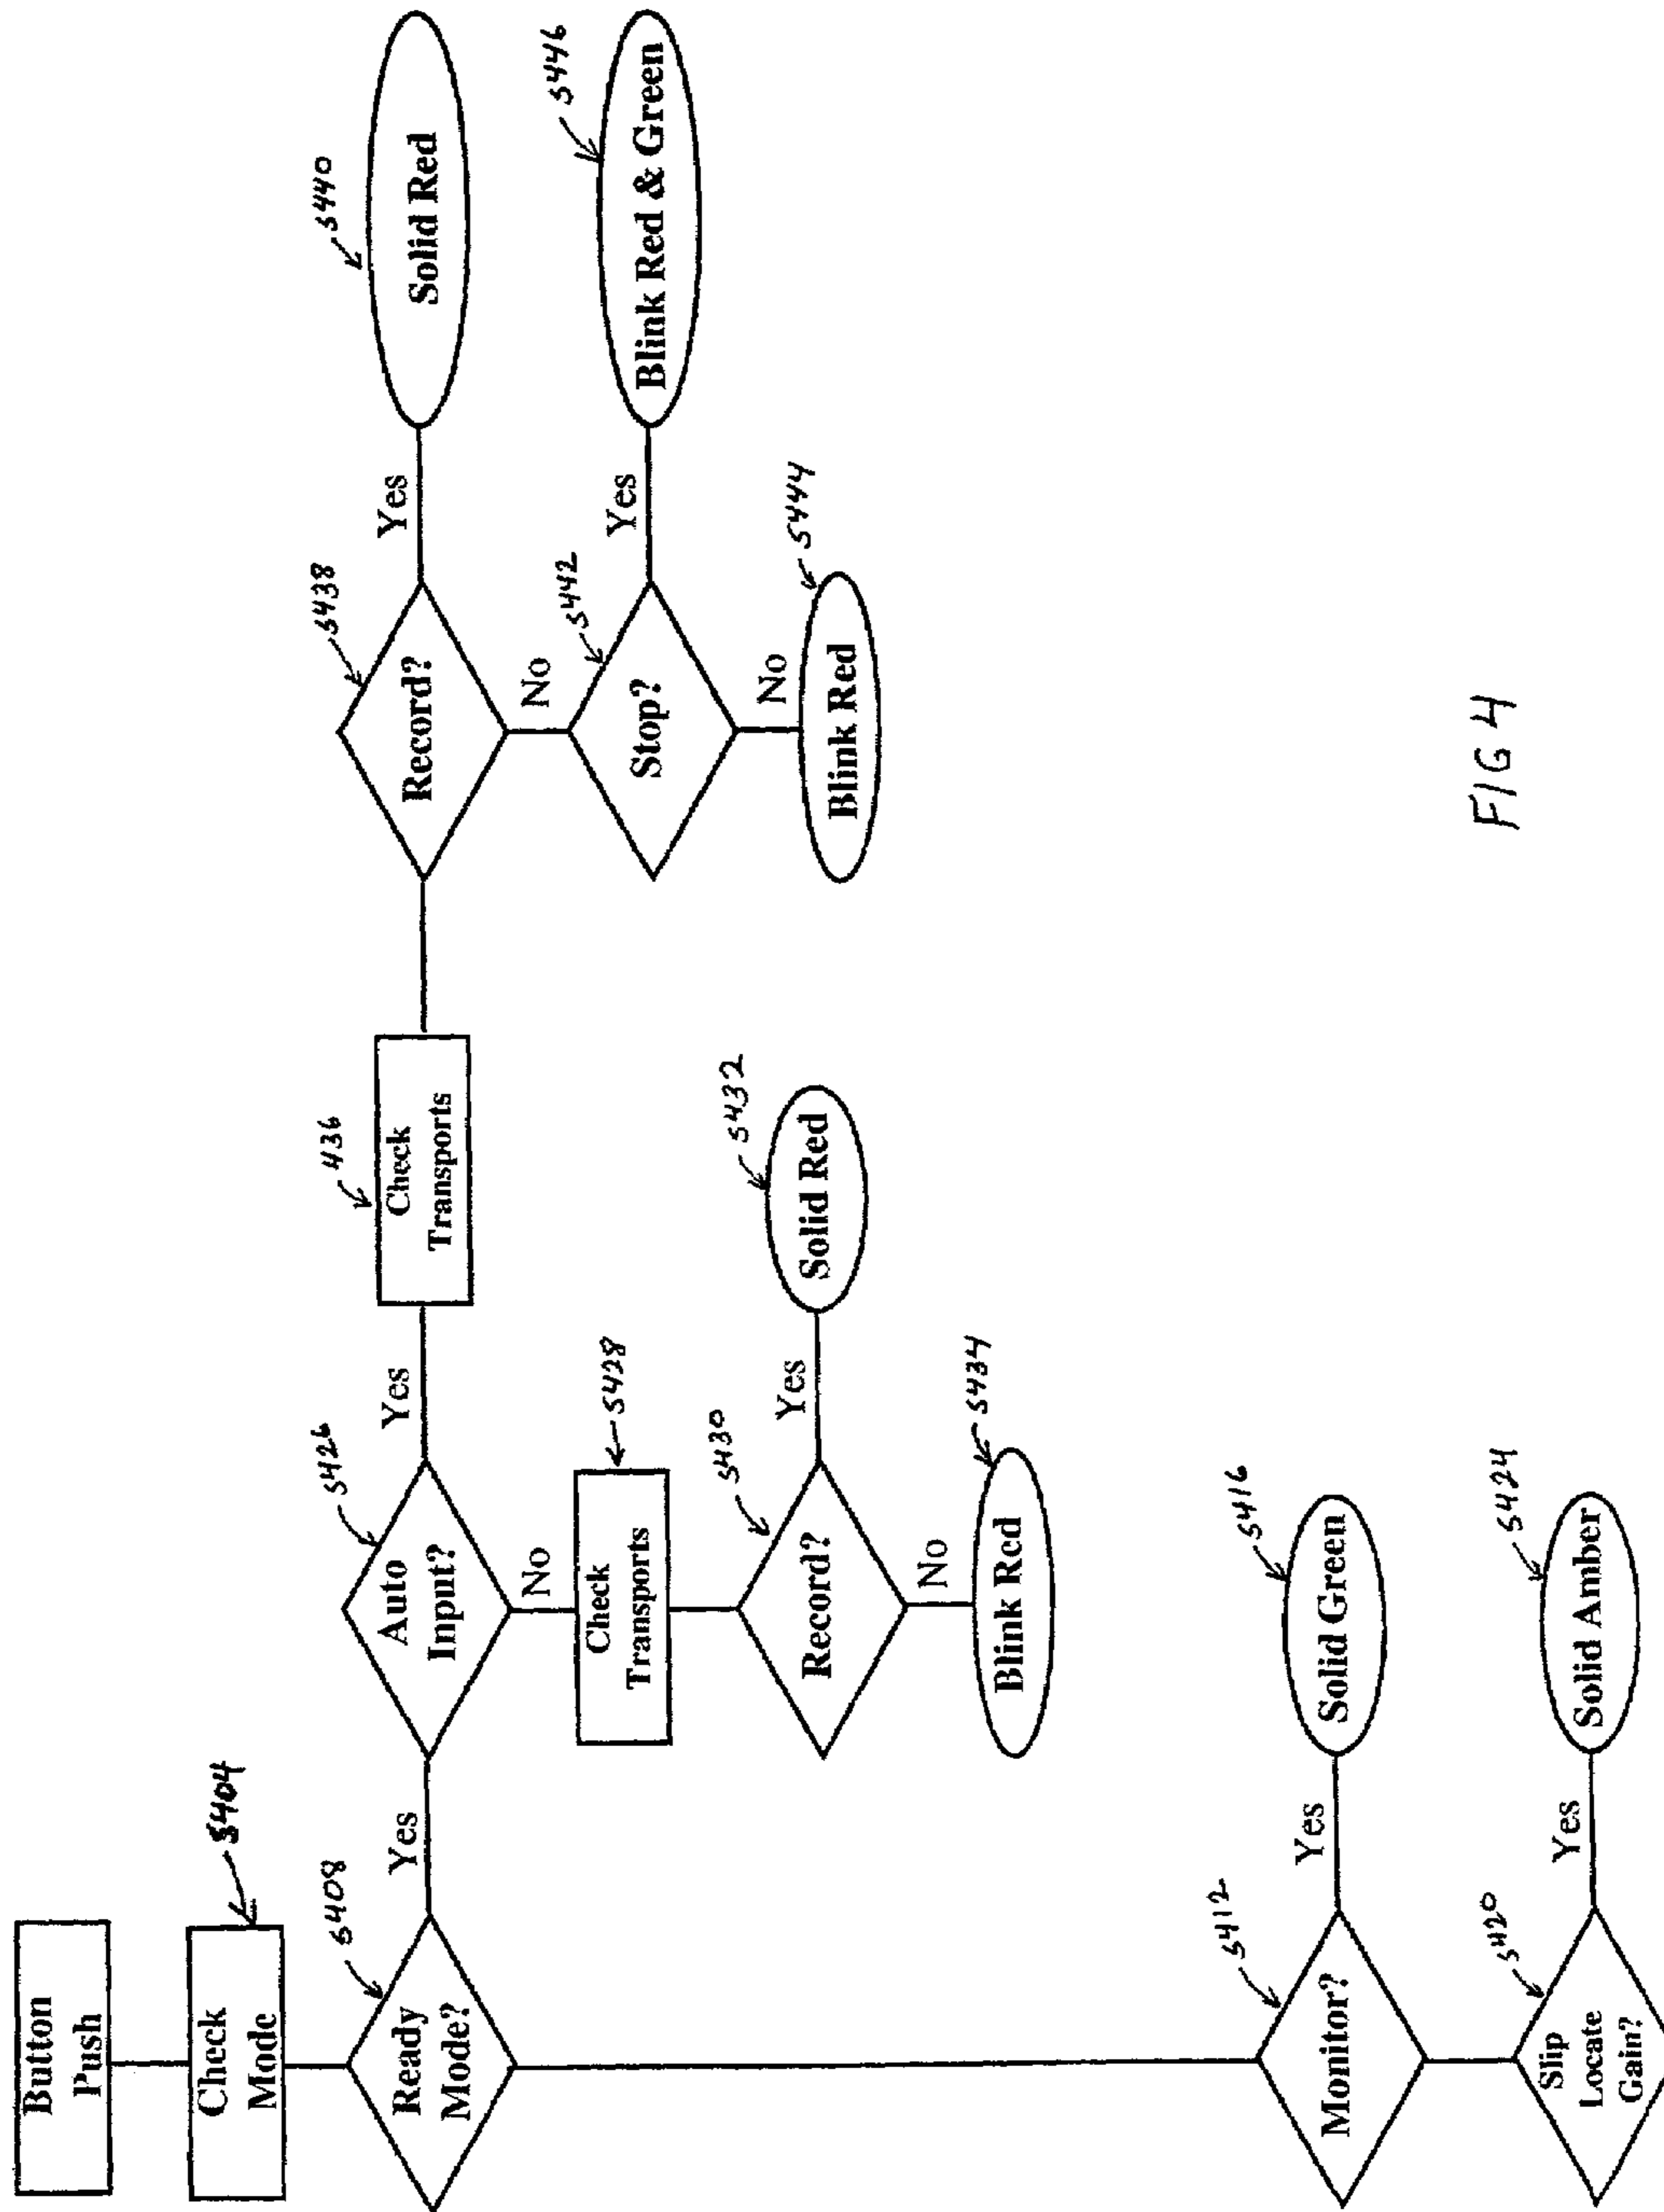 Button
Push
Check
Mode
S404
Ready
Mode?
S408
Yes
Auto
Input?
S426
Yes
Check
Transports
436
Record?
S438
Yes
Solid Red
S440
No
Stop?
S442
Yes
Blink Red & Green
S446
No
Blink Red
S444
No
Check
Transports
S428
Record?
S430
Yes
Solid Red
S432
No
Blink Red
S434
Monitor?
S412
Yes
Solid Green
S416
Slip
Locate
Gain?
S420
Yes
Solid Amber
S424
FIG 4